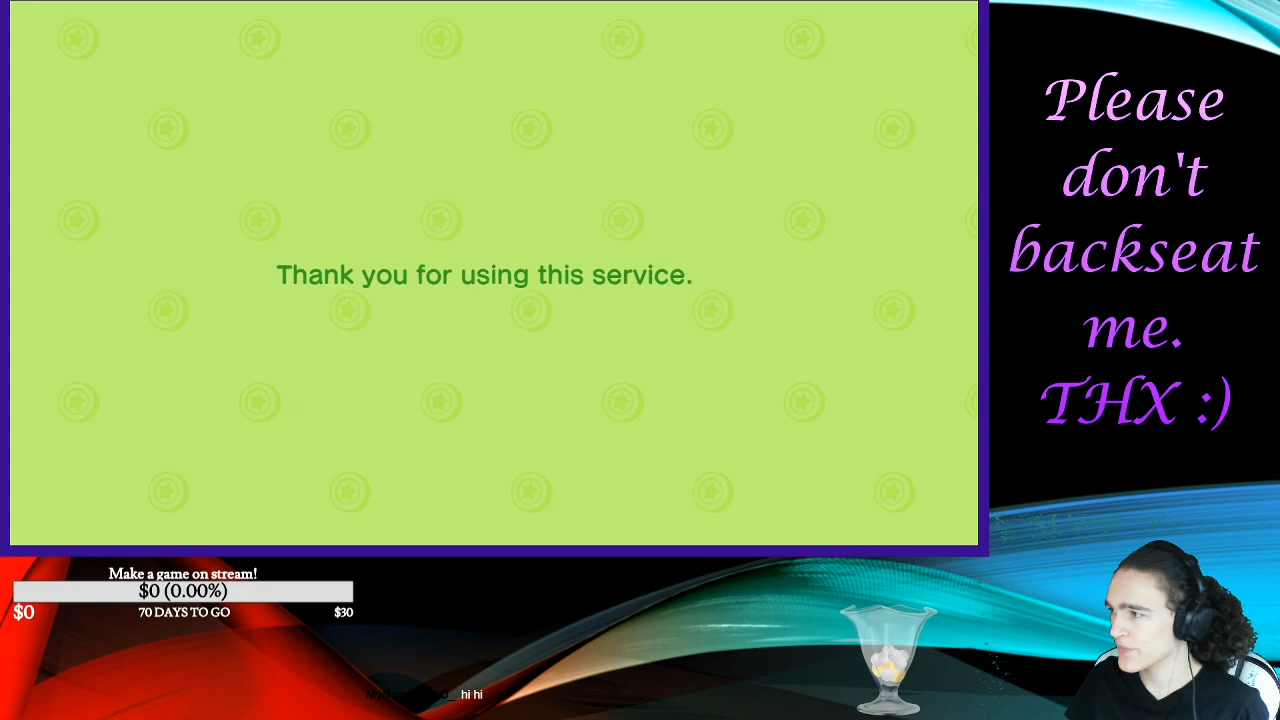 Thank you for using this service.
Please
don't
backseat
me.
THX :)
Make a game on stream!
$0 (0.00%)
$0
70 DAYS TO GO
$30
hi hi